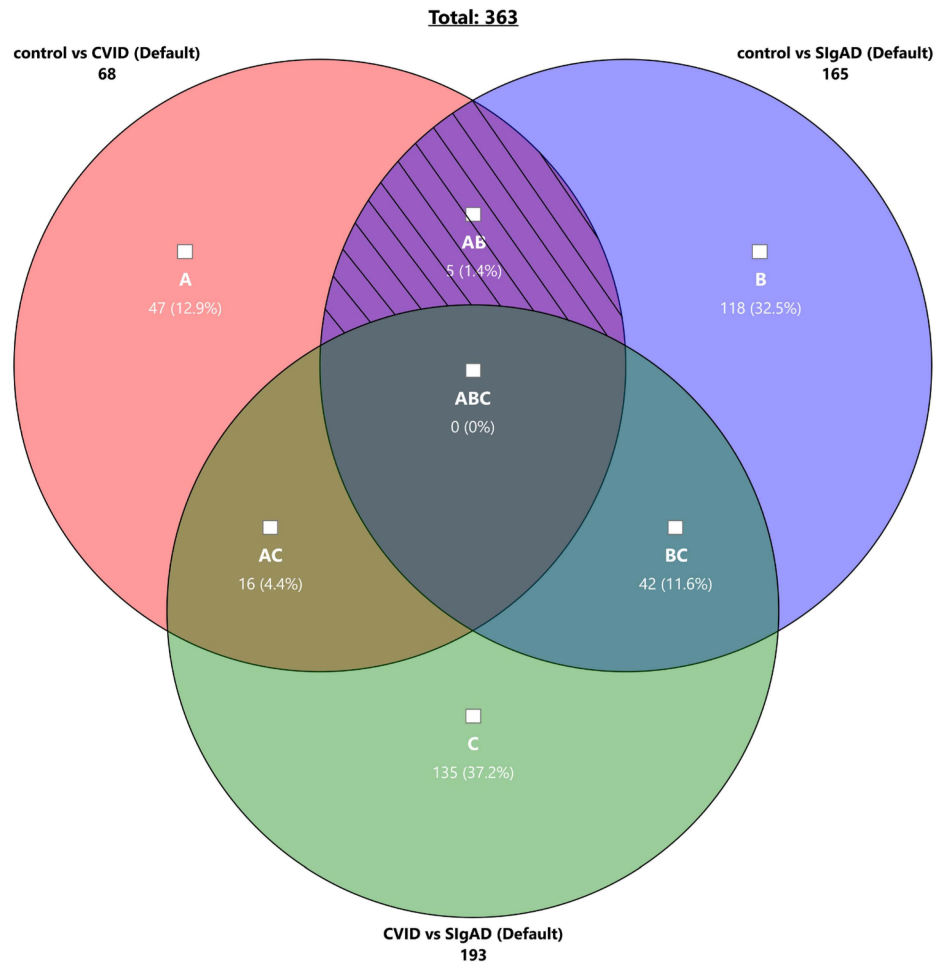 Total: 363
control vs CVID (Default)
68
control vs SIgAD (Default)
165
AB
5 (1.4%)
A
47 (12.9%)
B
118 (32.5%)
ABC
0 (0%)
AC
16 (4.4%)
BC
42 (11.6%)
C
135 (37.2%)
CVID vs SIgAD (Default)
193